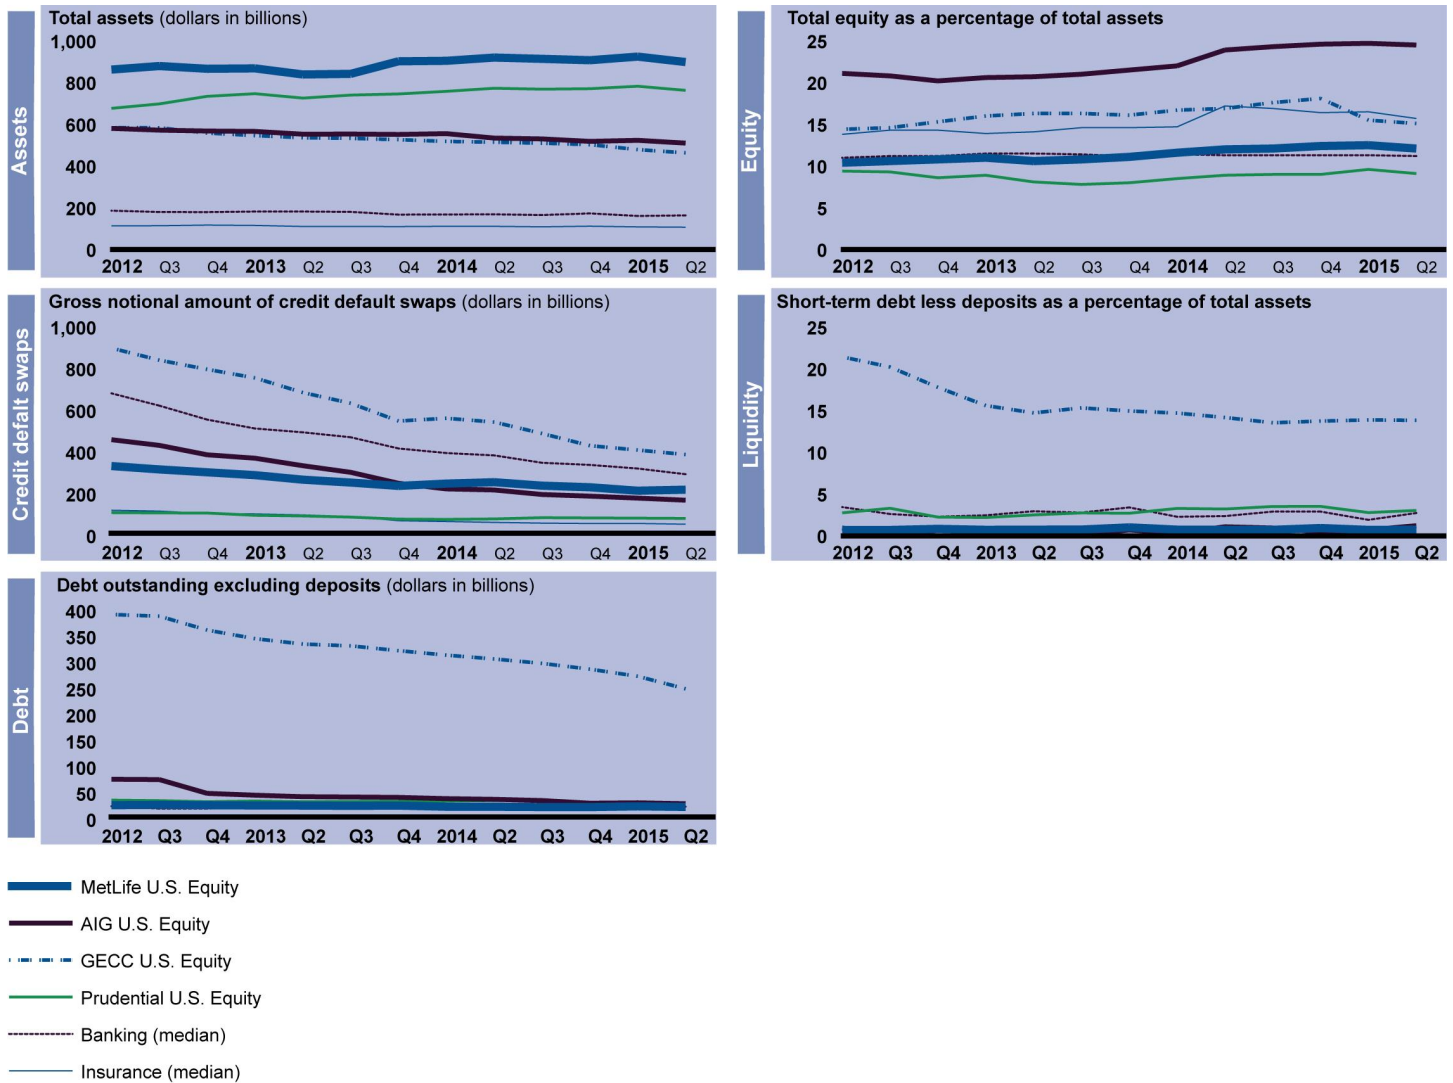 Assets
Total assets (dollars in billions)
1,000
800
600
400
200
0
2012 Q3 Q4 2013 Q2 Q3 Q4 2014 Q2 Q3 Q4 2015 Q2
Equity
Total equity as a percentage of total assets
25
20
15
10
5
0
2012 Q3 Q4 2013 Q2 Q3 Q4 2014 Q2 Q3 Q4 2015 Q2
Credit defalt swaps
Gross notional amount of credit default swaps (dollars in billions)
1,000
800
600
400
200
0
2012 Q3 Q4 2013 Q2 Q3 Q4 2014 Q2 Q3 Q4 2015 Q2
Liquidity
Short-term debt less deposits as a percentage of total assets
25
20
15
10
5
0
2012 Q3 Q4 2013 Q2 Q3 Q4 2014 Q2 Q3 Q4 2015 Q2
Debt
Debt outstanding excluding deposits (dollars in billions)
400
350
300
250
200
150
100
50
0
2012 Q3 Q4 2013 Q2 Q3 Q4 2014 Q2 Q3 Q4 2015 Q2
MetLife U.S. Equity
AIG U.S. Equity
GECC U.S. Equity
Prudential U.S. Equity
Banking (median)
Insurance (median)